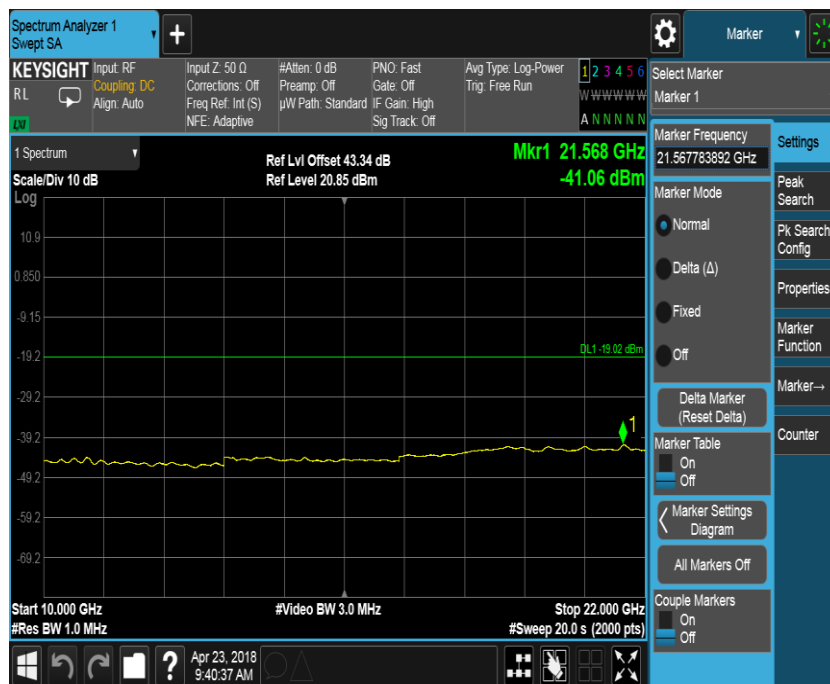 Spectrum Analyzer 1
Swept SA
Marker
KEYSIGHT
RL
LXI
Input: RF
Coupling: DC
Align: Auto
Input Z: 50 Ω
Corrections: Off
Freq Ref: Int (S)
NFE: Adaptive
#Atten: 0 dB
Preamp: Off
µW Path: Standard
PNO: Fast
Gate: Off
IF Gain: High
Sig Track: Off
Avg Type: Log-Power
Trig: Free Run
1 2 3 4 5 6
W W W W W W
A N N N N N
Select Marker
Marker 1
1 Spectrum
Scale/Div 10 dB
Log
Ref Lvl Offset 43.34 dB
Ref Level 20.85 dBm
Mkr1 21.568 GHz
-41.06 dBm
10.9
0.850
-9.15
-19.2
-29.2
-39.2
-49.2
-59.2
-69.2
DL1 -19.02 dBm
1
Start 10.000 GHz
#Res BW 1.0 MHz
#Video BW 3.0 MHz
Stop 22.000 GHz
#Sweep 20.0 s (2000 pts)
Marker Frequency
21.567783892 GHz
Marker Mode
Normal
Delta (Δ)
Fixed
Off
Delta Marker
(Reset Delta)
Marker Table
On
Off
Marker Settings
Diagram
All Markers Off
Couple Markers
On
Off
Settings
Peak
Search
Pk Search
Config
Properties
Marker
Function
Marker→
Counter
?
Apr 23, 2018
9:40:37 AM